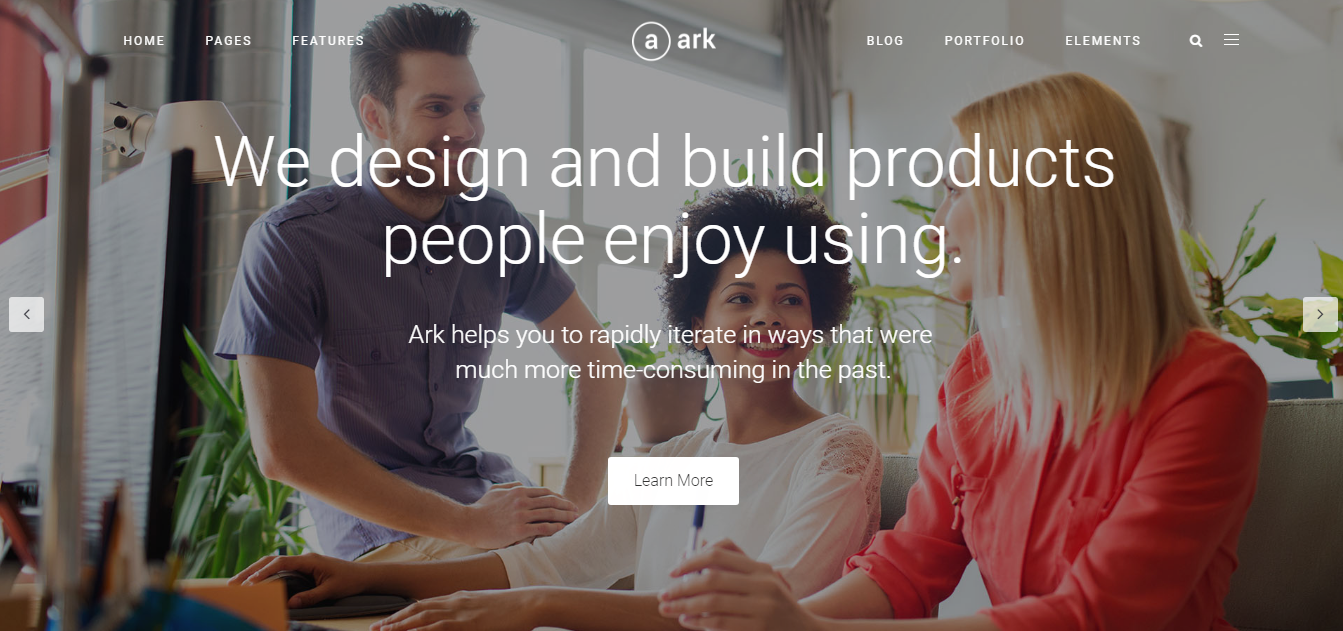 HOME PAGES FEATURES a ark BLOG PORTFOLIO ELEMENTS
We design and build products
people enjoy using.
Ark helps you to rapidly iterate in ways that were
much more time-consuming in the past.
Learn More